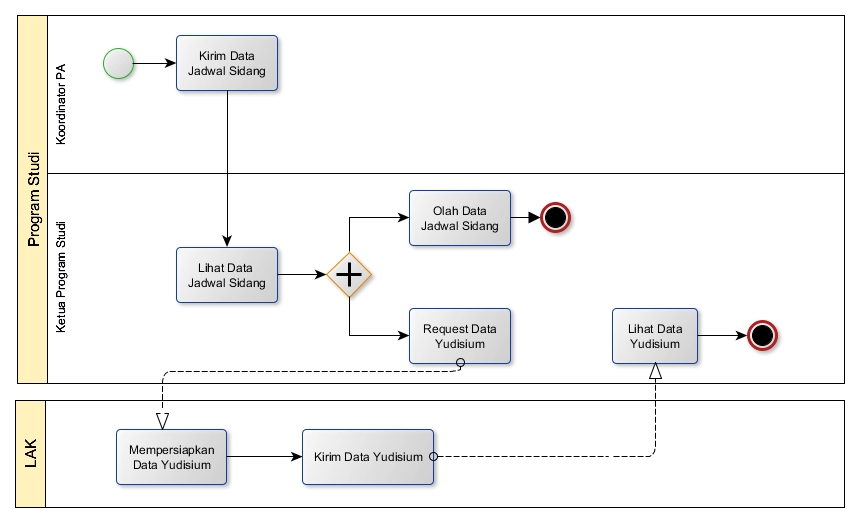 Program Studi
Koordinator PA
Kirim Data
Jadwal Sidang
Ketua Program Studi
Lihat Data
Jadwal Sidang
Olah Data
Jadwal Sidang
Request Data
Yudisium
Lihat Data
Yudisium
LAK
Mempersiapkan
Data Yudisium
Kirim Data Yudisium